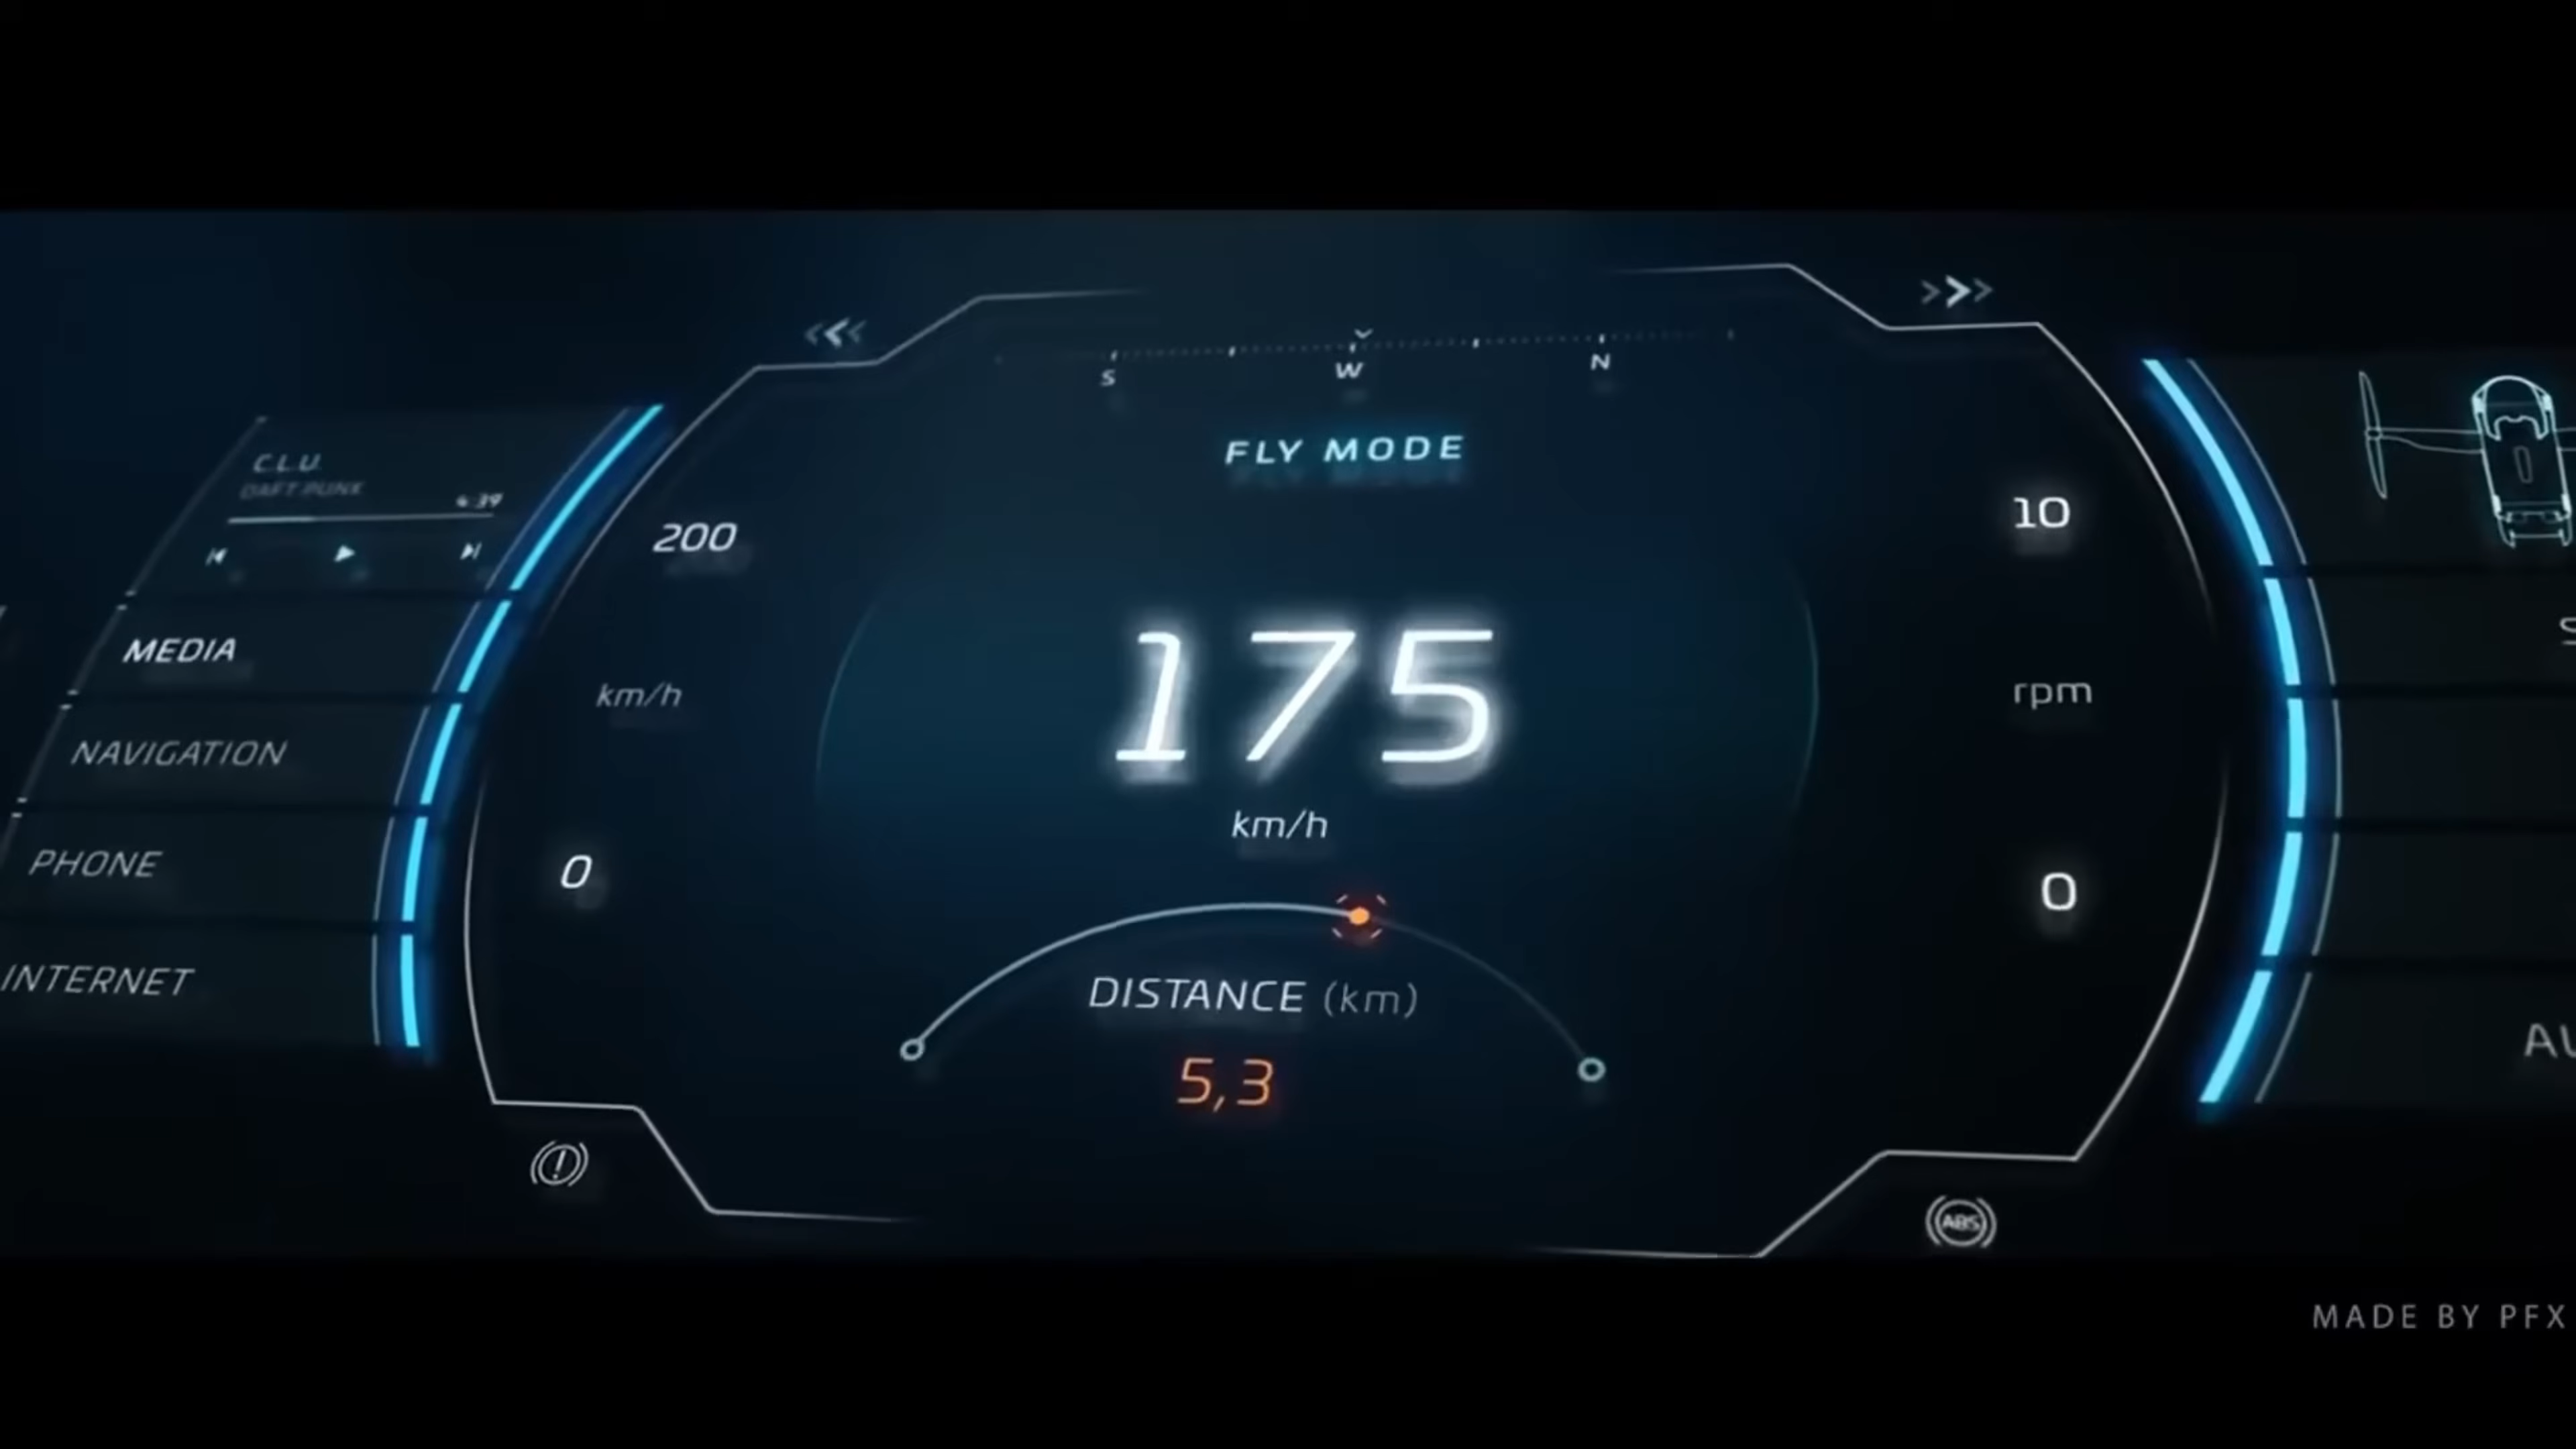 S W N
FLY MODE
C.L.U.
DAFT PUNK
4:39
MEDIA
NAVIGATION
PHONE
INTERNET
200
km/h
0
175
km/h
DISTANCE (km)
5,3
10
rpm
0
ABS
MADE BY PFX